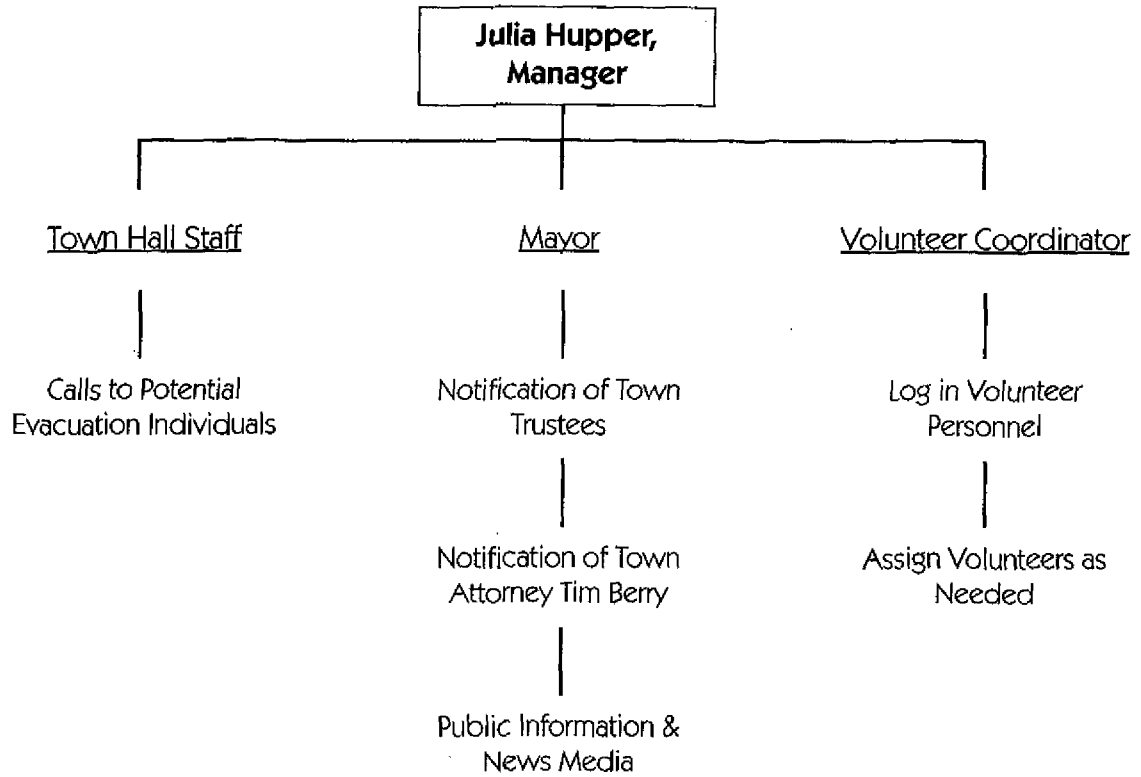 Julia Hupper,
Manager
Town Hall Staff
Calls to Potential
Evacuation Individuals
Mayor
Notification of Town
Trustees
Notification of Town
Attorney Tim Berry
Public Information &
News Media
Volunteer Coordinator
Log in Volunteer
Personnel
Assign Volunteers as
Needed